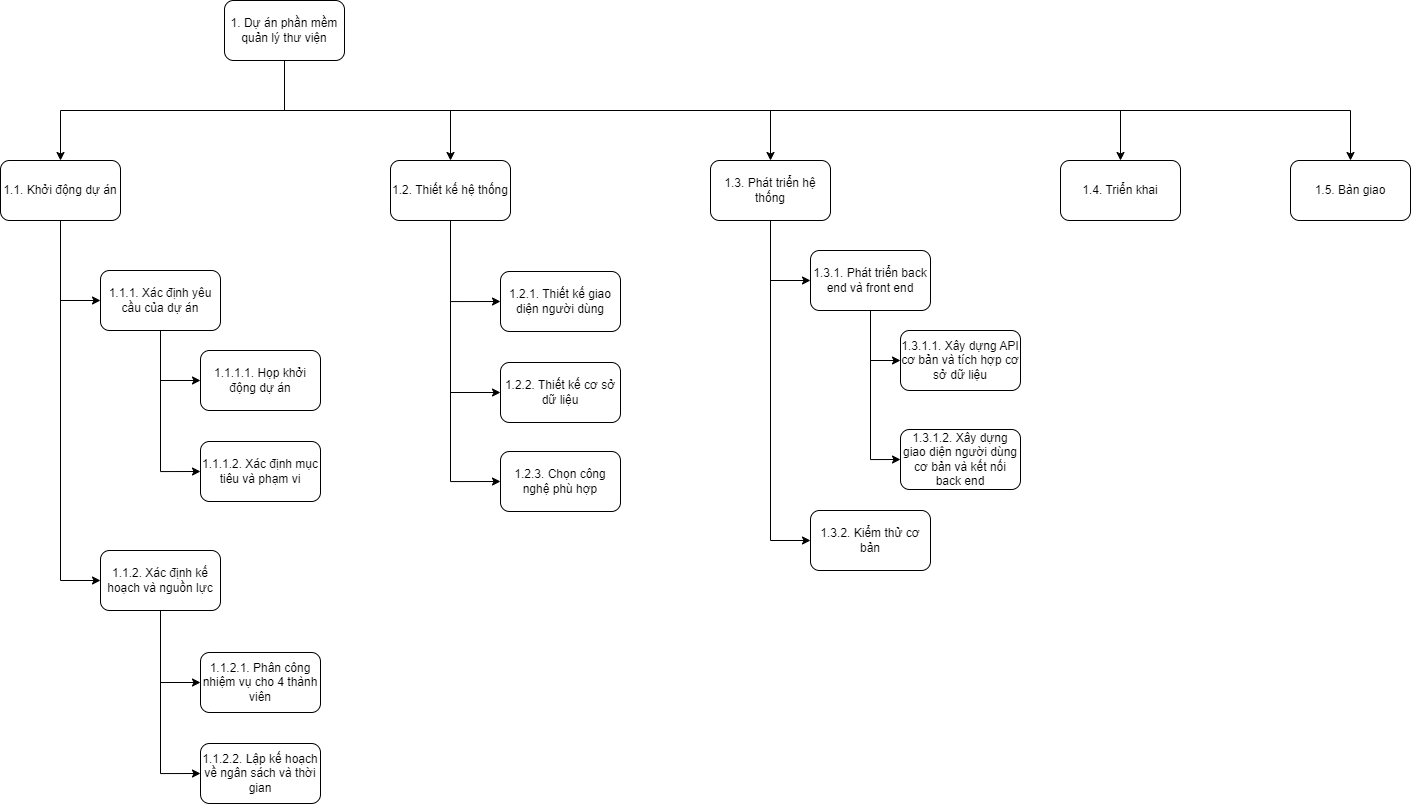 1. Dự án phần mềm
quản lý thư viện
1.1. Khởi động dự án
1.2. Thiết kế hệ thống
1.3. Phát triển hệ
thống
1.4. Triển khai
1.5. Bàn giao
1.1.1. Xác định yêu
cầu của dự án
1.1.1.1. Họp khởi
động dự án
1.1.1.2. Xác định mục
tiêu và phạm vi
1.1.2. Xác định kế
hoạch và nguồn lực
1.1.2.1. Phân công
nhiệm vụ cho 4 thành
viên
1.1.2.2. Lập kế hoạch
về ngân sách và thời
gian
1.2.1. Thiết kế giao
diện người dùng
1.2.2. Thiết kế cơ sở
dữ liệu
1.2.3. Chọn công
nghệ phù hợp
1.3.1. Phát triển back
end và front end
1.3.1.1. Xây dựng API
cơ bản và tích hợp cơ
sở dữ liệu
1.3.1.2. Xây dựng
giao diện người dùng
cơ bản và kết nối
back end
1.3.2. Kiểm thử cơ
bản